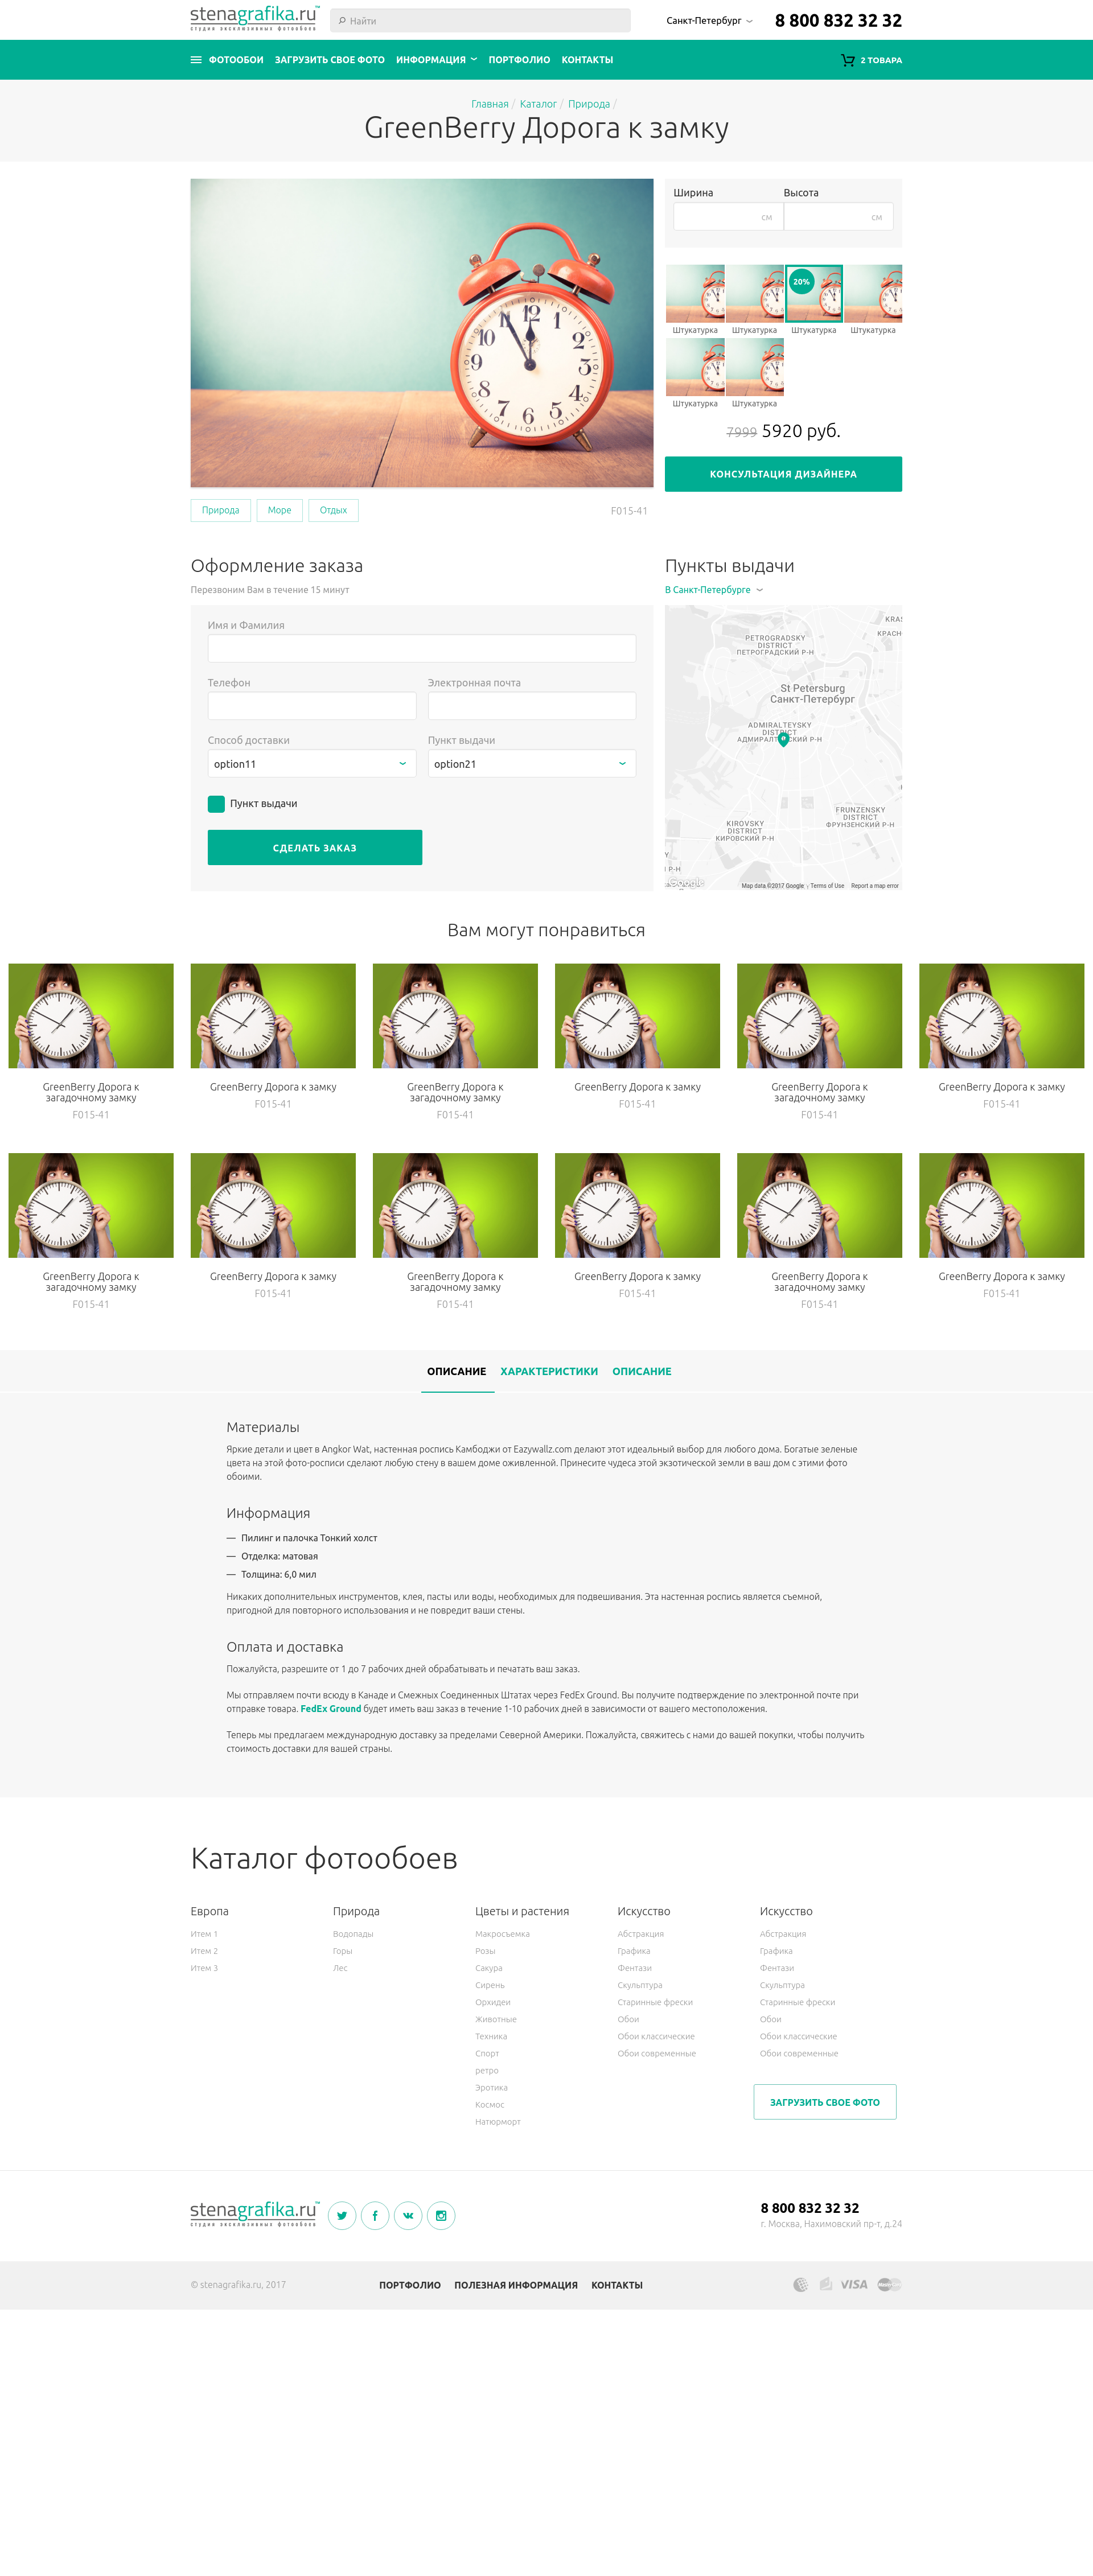 stenagrafika.ru™
студия эксклюзивных фотообоев
Найти
Санкт-Петербург
8 800 832 32 32
ФОТООБОИ ЗАГРУЗИТЬ СВОЕ ФОТО ИНФОРМАЦИЯ ПОРТФОЛИО КОНТАКТЫ
2 ТОВАРА
Главная / Каталог / Природа /
GreenBerry Дорога к замку
Ширина Высота
см см
20%
Штукатурка Штукатурка Штукатурка Штукатурка
Штукатурка Штукатурка
7999 5920 руб.
КОНСУЛЬТАЦИЯ ДИЗАЙНЕРА
Природа Море Отдых
F015-41
Оформление заказа
Перезвоним Вам в течение 15 минут
Имя и Фамилия
Телефон Электронная почта
Способ доставки Пункт выдачи
option11 option21
Пункт выдачи
СДЕЛАТЬ ЗАКАЗ
Пункты выдачи
В Санкт-Петербурге
KRAS
КРАСН
PETROGRADSKY
DISTRICT
ПЕТРОГРАДСКИЙ Р-Н
St Petersburg
Санкт-Петербург
ADMIRALTEYSKY
DISTRICT
АДМИРАЛТЕЙСКИЙ Р-Н
FRUNZENSKY
DISTRICT
ФРУНЗЕНСКИЙ Р-Н
KIROVSKY
DISTRICT
КИРОВСКИЙ Р-Н
Y
Р-Н
Google
Map data ©2017 Google Terms of Use Report a map error
Вам могут понравиться
GreenBerry Дорога к загадочному замку
F015-41
GreenBerry Дорога к замку
F015-41
GreenBerry Дорога к загадочному замку
F015-41
GreenBerry Дорога к замку
F015-41
GreenBerry Дорога к загадочному замку
F015-41
GreenBerry Дорога к замку
F015-41
GreenBerry Дорога к загадочному замку
F015-41
GreenBerry Дорога к замку
F015-41
GreenBerry Дорога к загадочному замку
F015-41
GreenBerry Дорога к замку
F015-41
GreenBerry Дорога к загадочному замку
F015-41
GreenBerry Дорога к замку
F015-41
ОПИСАНИЕ ХАРАКТЕРИСТИКИ ОПИСАНИЕ
Материалы
Яркие детали и цвет в Angkor Wat, настенная роспись Камбоджи от Eazywallz.com делают этот идеальный выбор для любого дома. Богатые зеленые
цвета на этой фото-росписи сделают любую стену в вашем доме оживленной. Принесите чудеса этой экзотической земли в ваш дом с этими фото
обоими.
Информация
— Пилинг и палочка Тонкий холст
— Отделка: матовая
— Толщина: 6,0 мил
Никаких дополнительных инструментов, клея, пасты или воды, необходимых для подвешивания. Эта настенная роспись является съемной,
пригодной для повторного использования и не повредит ваши стены.
Оплата и доставка
Пожалуйста, разрешите от 1 до 7 рабочих дней обрабатывать и печатать ваш заказ.
Мы отправляем почти всюду в Канаде и Смежных Соединенных Штатах через FedEx Ground. Вы получите подтверждение по электронной почте при
отправке товара. FedEx Ground будет иметь ваш заказ в течение 1-10 рабочих дней в зависимости от вашего местоположения.
Теперь мы предлагаем международную доставку за пределами Северной Америки. Пожалуйста, свяжитесь с нами до вашей покупки, чтобы получить
стоимость доставки для вашей страны.
Каталог фотообоев
Европа
Итем 1
Итем 2
Итем 3
Природа
Водопады
Горы
Лес
Цветы и растения
Макросъемка
Розы
Сакура
Сирень
Орхидеи
Животные
Техника
Спорт
ретро
Эротика
Космос
Натюрморт
Искусство
Абстракция
Графика
Фентази
Скульптура
Старинные фрески
Обои
Обои классические
Обои современные
Искусство
Абстракция
Графика
Фентази
Скульптура
Старинные фрески
Обои
Обои классические
Обои современные
ЗАГРУЗИТЬ СВОЕ ФОТО
stenagrafika.ru™
студия эксклюзивных фотообоев
8 800 832 32 32
г. Москва, Нахимовский пр-т, д.24
© stenagrafika.ru, 2017
ПОРТФОЛИО ПОЛЕЗНАЯ ИНФОРМАЦИЯ КОНТАКТЫ
VISA